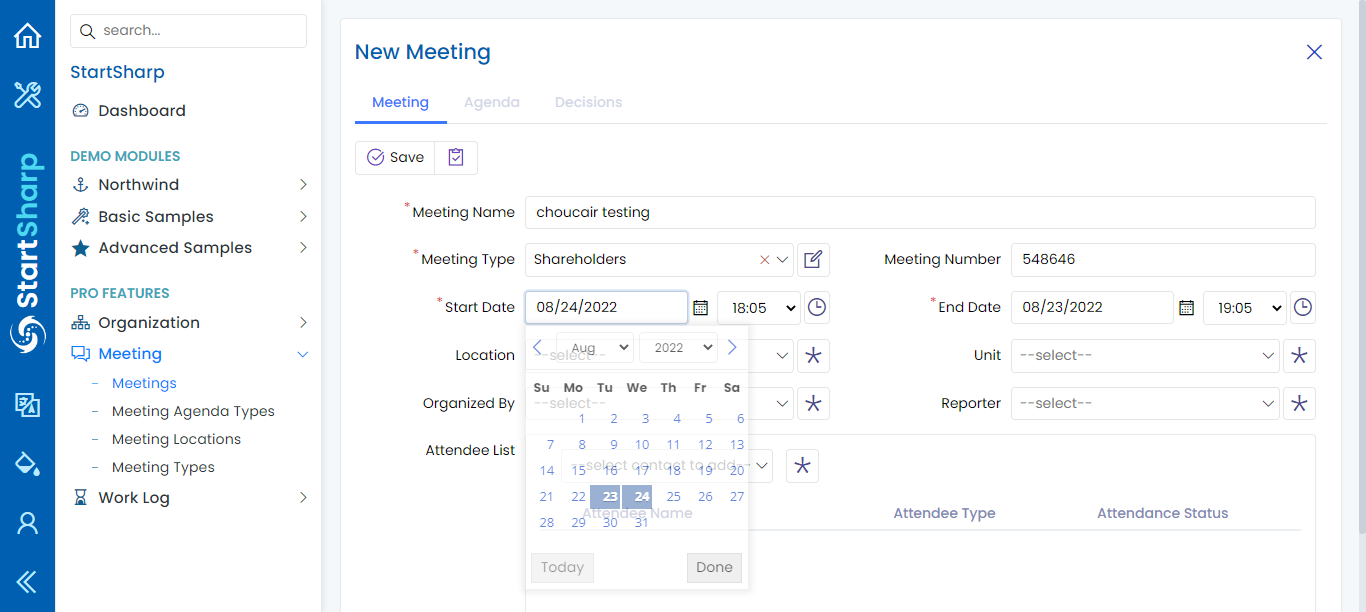 search...
StartSharp
Dashboard
DEMO MODULES
Northwind
Basic Samples
Advanced Samples
PRO FEATURES
Organization
Meeting
Meetings
Meeting Agenda Types
Meeting Locations
Meeting Types
Work Log
StartSharp
New Meeting
Meeting Agenda Decisions
Save
*Meeting Name choucair testing
*Meeting Type Shareholders Meeting Number 548646
*Start Date 08/24/2022 18:05 *End Date 08/23/2022 19:05
Location --select-- Unit --select--
Aug 2022
Su Mo Tu We Th Fr Sa
Organized By --select-- Reporter --select--
1 2 3 4 5 6
7 8 9 10 11 12 13
Attendee List
--select contact to add--
14 15 16 17 18 19 20
21 22 23 24 25 26 27
Attendee Name Attendee Type Attendance Status
28 29 30 31
Today Done